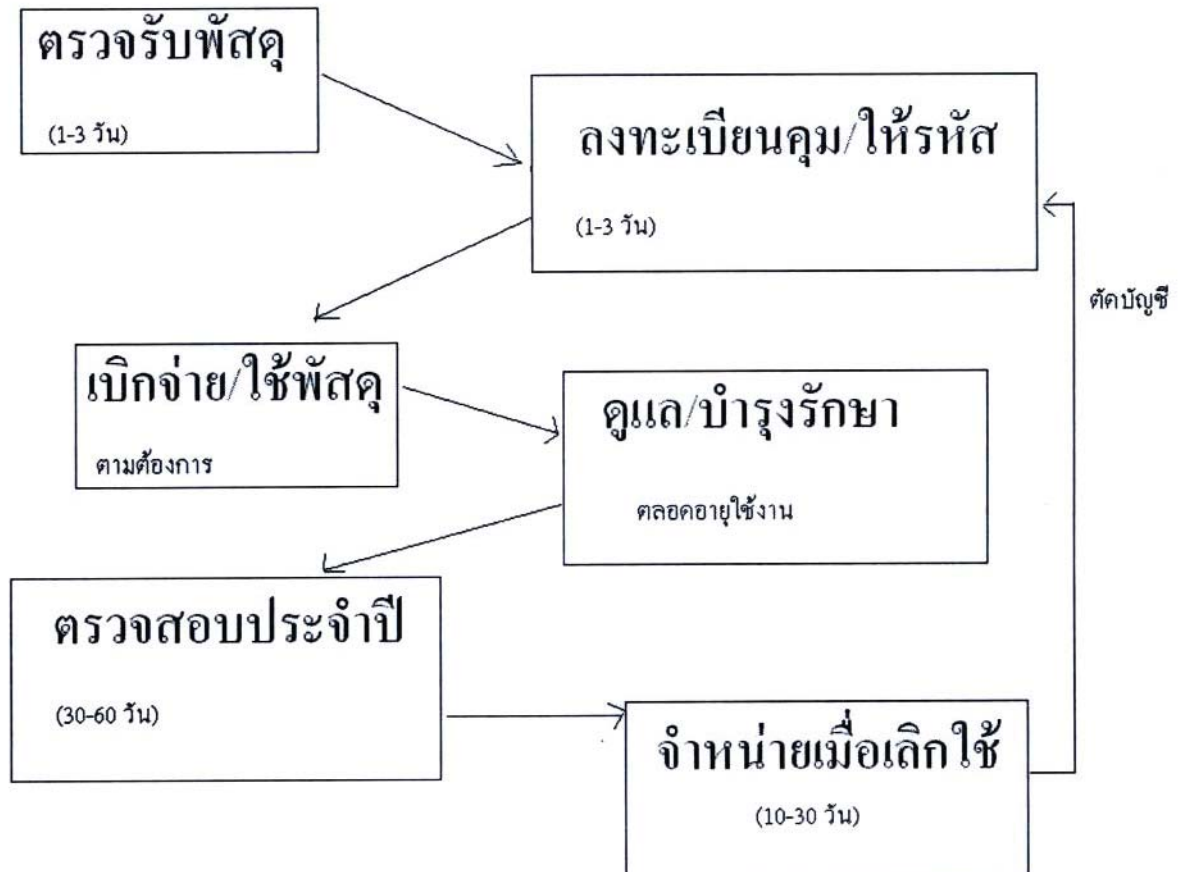 ตรวจรับพัสดุ
(1-3 วัน)
ลงทะเบียนคุม/ให้รหัส
(1-3 วัน)
ตัดบัญชี
เบิกจ่าย/ใช้พัสดุ
ตามต้องการ
ดูแล/บำรุงรักษา
ตลอดอายุใช้งาน
ตรวจสอบประจำปี
(30-60 วัน)
จำหน่ายเมื่อเลิกใช้
(10-30 วัน)